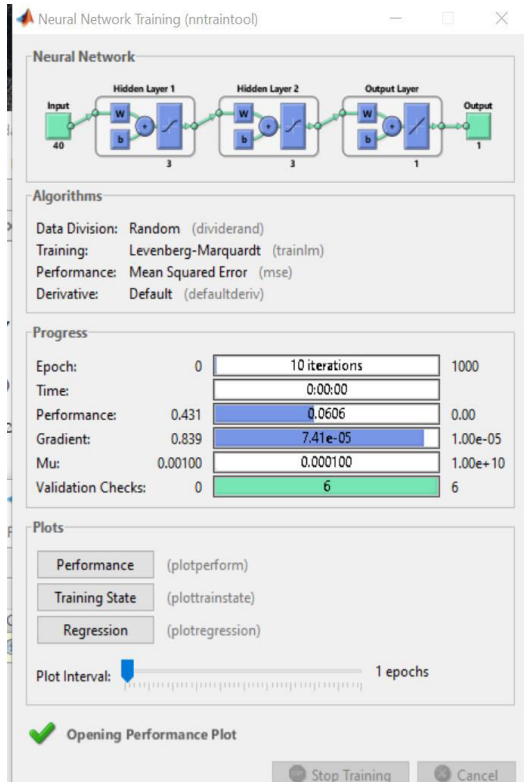 Neural Network Training (nntraintool)
Neural Network
Hidden Layer 1 Hidden Layer 2 Output Layer
Input Output
W W W
b b b
40 3 3 1 1
Algorithms
Data Division: Random (dividerand)
Training: Levenberg-Marquardt (trainlm)
Performance: Mean Squared Error (mse)
Derivative: Default (defaultderiv)
Progress
Epoch: 0 10 iterations 1000
Time: 0:00:00
Performance: 0.431 0.0606 0.00
Gradient: 0.839 7.41e-05 1.00e-05
Mu: 0.00100 0.000100 1.00e+10
Validation Checks: 0 6 6
Plots
Performance (plotperform)
Training State (plottrainstate)
Regression (plotregression)
Plot Interval: 1 epochs
Opening Performance Plot
Stop Training Cancel